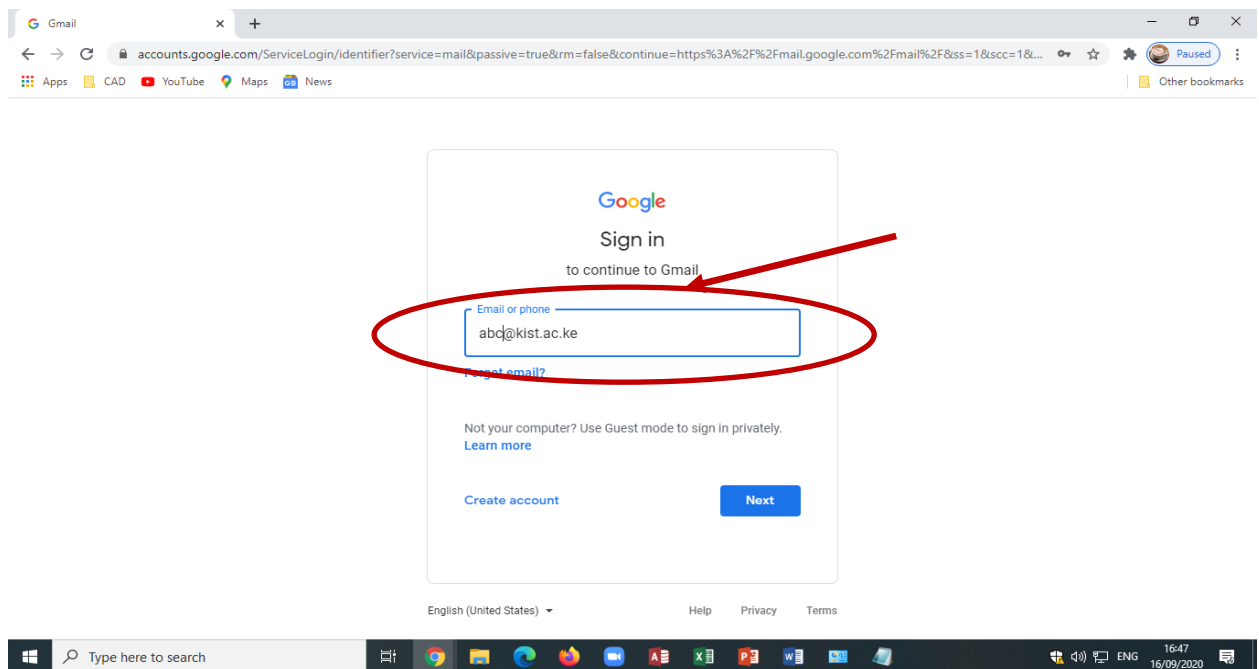 Gmail
accounts.google.com/ServiceLogin/identifier?service=mail&passive=true&rm=false&continue=https%3A%2F%2Fmail.google.com%2Fmail%2F&ss=1&scc=1&... Paused
Apps CAD YouTube Maps News Other bookmarks
Google
Sign in
to continue to Gmail
Email or phone
abc@kist.ac.ke
Forgot email?
Not your computer? Use Guest mode to sign in privately.
Learn more
Create account Next
English (United States) Help Privacy Terms
Type here to search ENG 16:47
16/09/2020